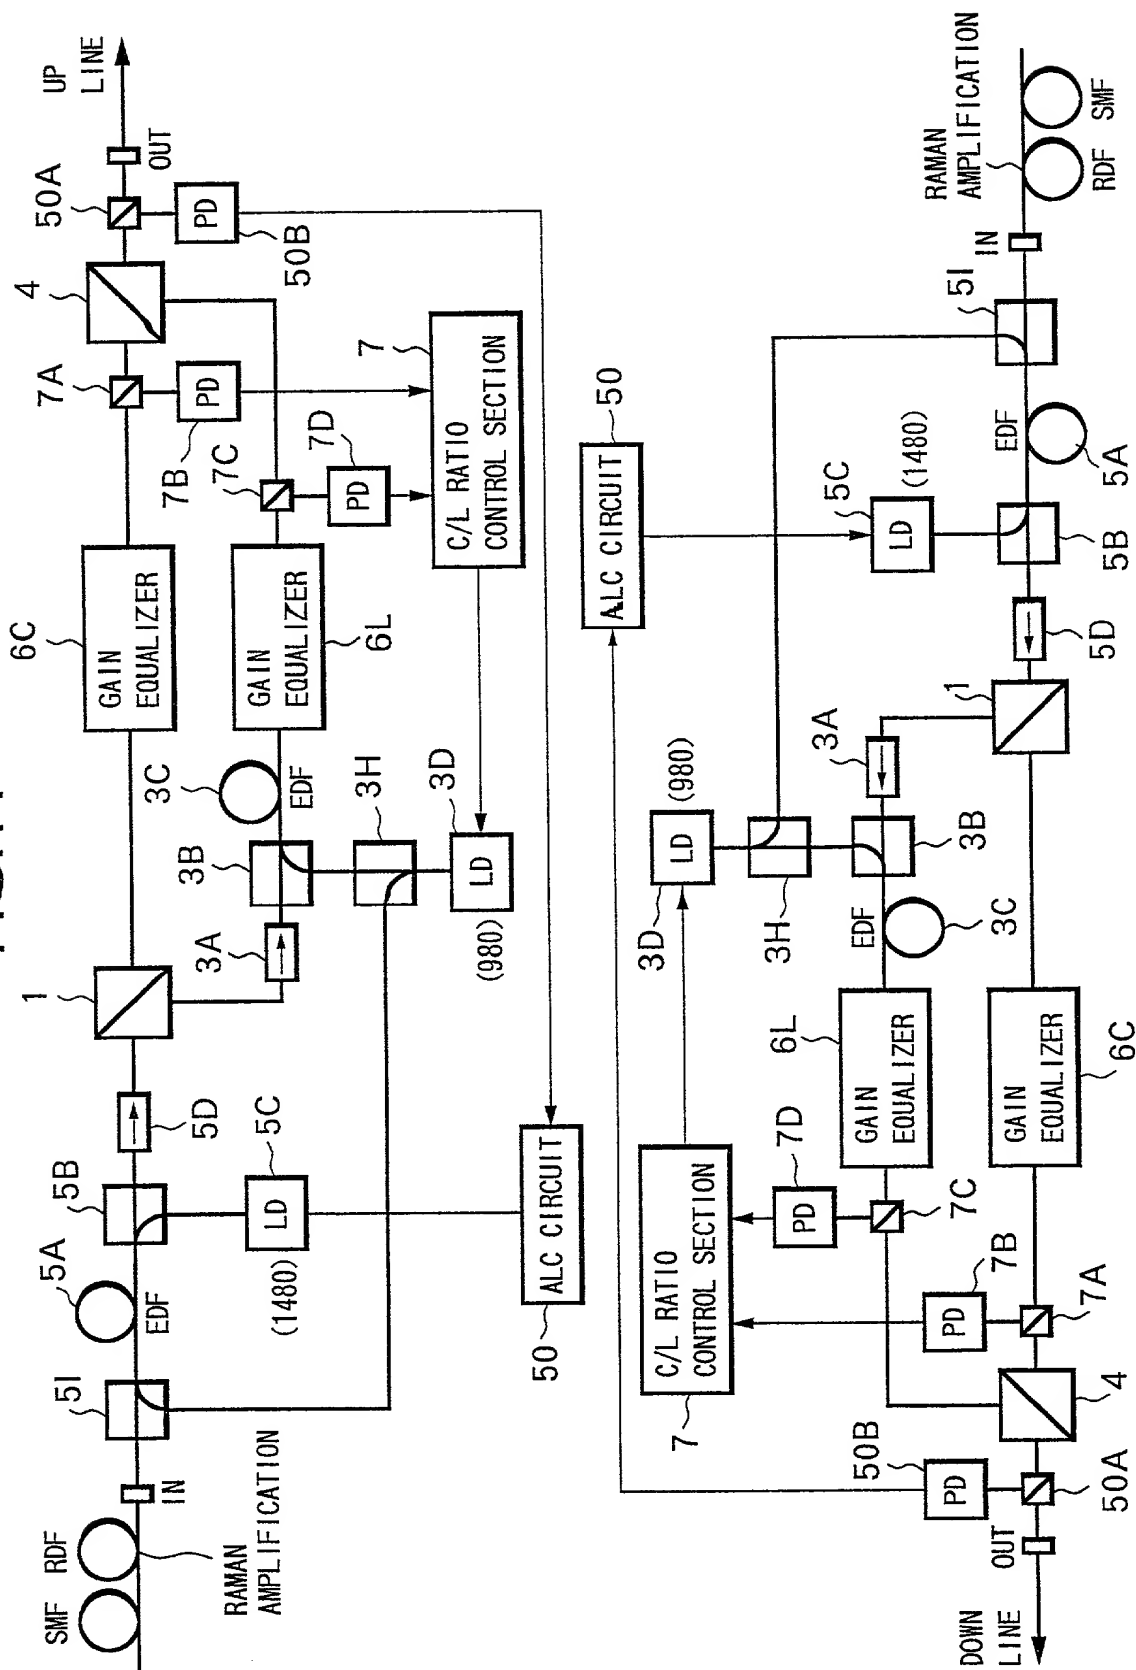 SMF
RDF
RAMAN
AMPLIFICATION
IN
5I
5A
EDF
5B
5C
LD
(1480)
5D
50
ALC CIRCUIT
1
3A
3B
3C
EDF
3H
3D
LD
(980)
6C
GAIN
EQUALIZER
GAIN
EQUALIZER
6L
7A
PD
7B
7C
7D
PD
7
C/L RATIO
CONTROL SECTION
4
50A
PD
50B
OUT
UP
LINE
DOWN
LINE
OUT
50A
PD
50B
4
7A
PD
7B
7C
PD
7D
7
C/L RATIO
CONTROL SECTION
GAIN
EQUALIZER
6L
GAIN
EQUALIZER
6C
EDF
3C
3B
3H
3D
LD
(980)
3A
1
5D
5B
5C
LD
(1480)
50
ALC CIRCUIT
EDF
5A
5I
IN
RAMAN
AMPLIFICATION
RDF
SMF